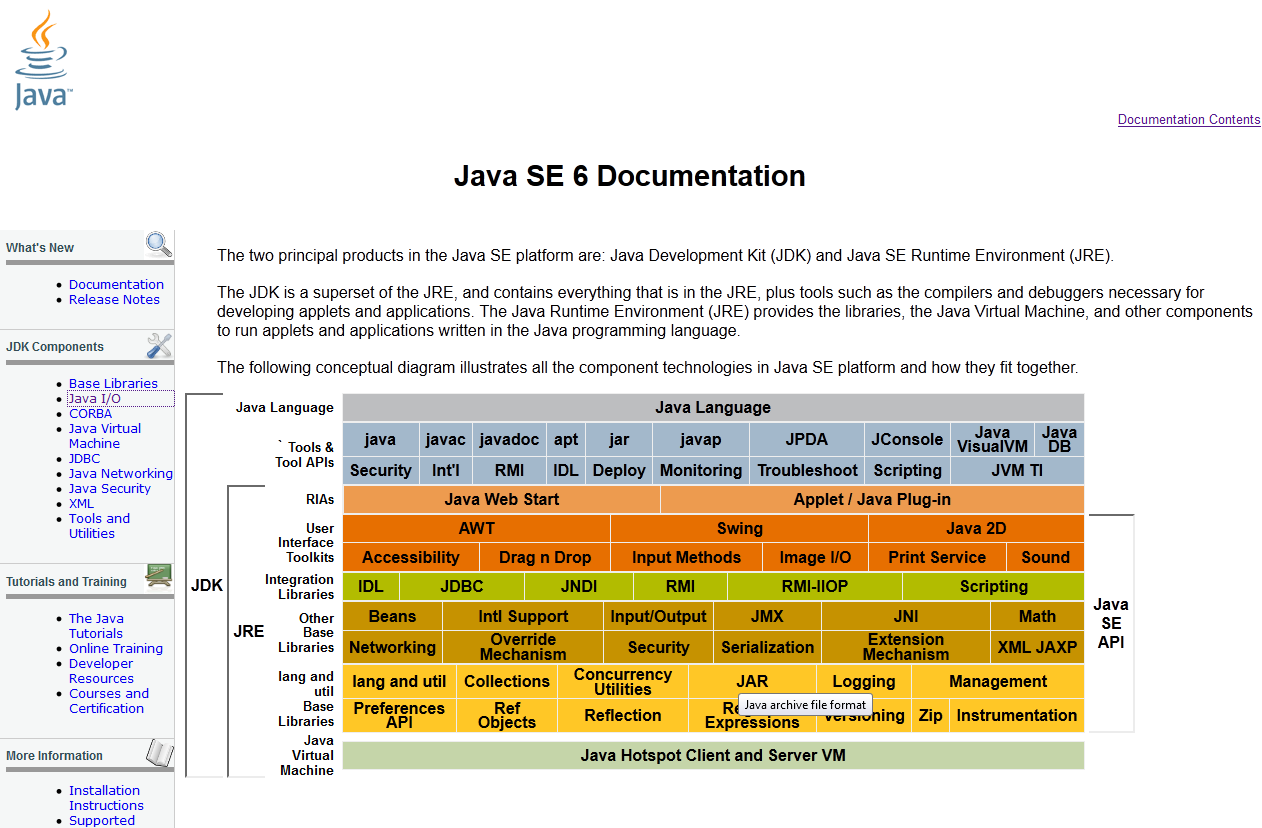 Java™
Documentation Contents
Java SE 6 Documentation
What's New
Documentation
Release Notes
JDK Components
Base Libraries
Java I/O
CORBA
Java Virtual
Machine
JDBC
Java Networking
Java Security
XML
Tools and
Utilities
Tutorials and Training
The Java
Tutorials
Online Training
Developer
Resources
Courses and
Certification
More Information
Installation
Instructions
Supported
The two principal products in the Java SE platform are: Java Development Kit (JDK) and Java SE Runtime Environment (JRE).
The JDK is a superset of the JRE, and contains everything that is in the JRE, plus tools such as the compilers and debuggers necessary for
developing applets and applications. The Java Runtime Environment (JRE) provides the libraries, the Java Virtual Machine, and other components
to run applets and applications written in the Java programming language.
The following conceptual diagram illustrates all the component technologies in Java SE platform and how they fit together.
JDK
JRE
Java Language
Java Language
` Tools &
Tool APIs
java javac javadoc apt jar javap JPDA JConsole Java VisualVM Java DB
Security Int'l RMI IDL Deploy Monitoring Troubleshoot Scripting JVM TI
RIAs
Java Web Start Applet / Java Plug-in
User
Interface
Toolkits
AWT Swing Java 2D
Accessibility Drag n Drop Input Methods Image I/O Print Service Sound
Integration
Libraries
IDL JDBC JNDI RMI RMI-IIOP Scripting
Other
Base
Libraries
Beans Intl Support Input/Output JMX JNI Math
Networking Override Mechanism Security Serialization Extension Mechanism XML JAXP
lang and
util
Base
Libraries
lang and util Collections Concurrency Utilities JAR Logging Management
Java archive file format
Preferences API Ref Objects Reflection Expressions Zip Instrumentation
Java
Virtual
Machine
Java Hotspot Client and Server VM
Java
SE
API